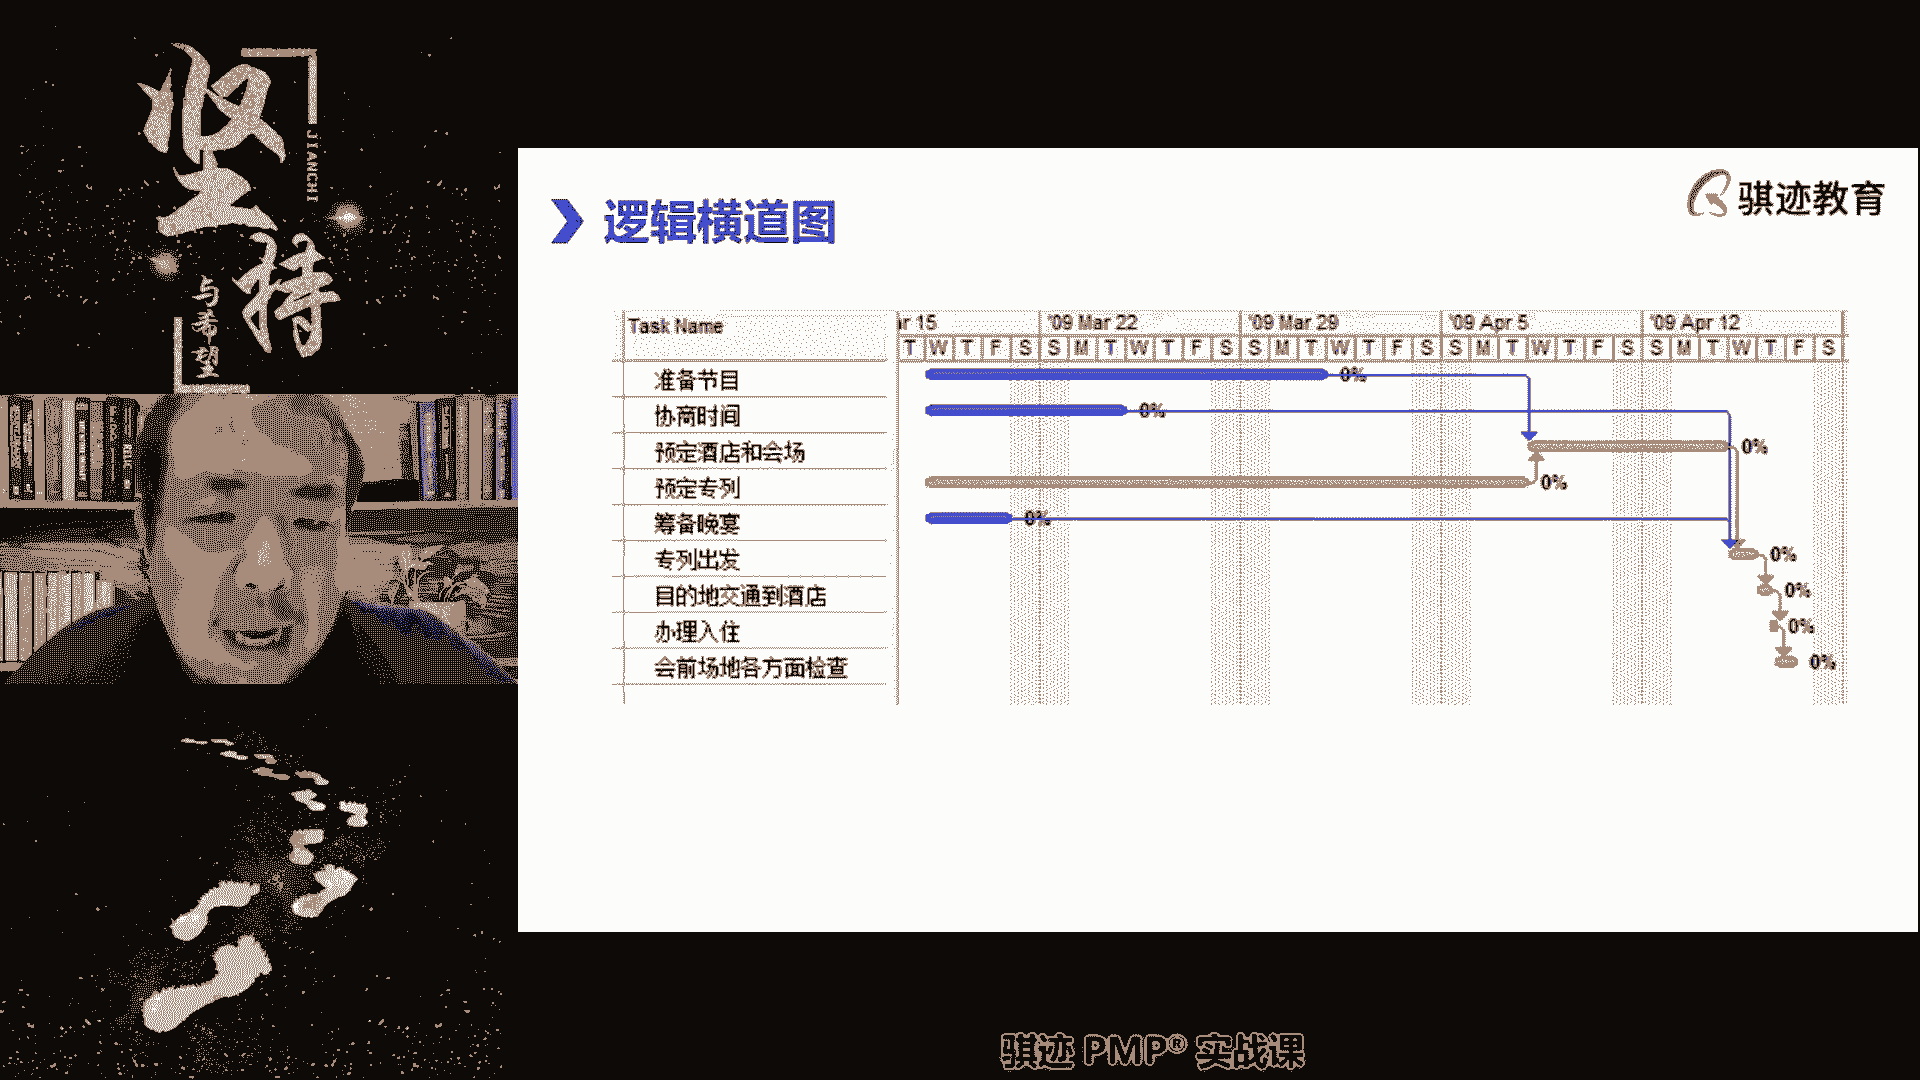 坚持
JIANCHI
与希望
逻辑横道图
骐迹教育
Task Name
ar 15 '09 Mar 22 '09 Mar 29 '09 Apr 5 '09 Apr 12
T W T F S S M T W T F S S M T W T F S S M T W T F S S M T W T F S
准备节目 0%
协商时间 0%
预定酒店和会场 0%
预定专列 0%
筹备晚宴 0%
专列出发 0%
目的地交通到酒店 0%
办理入住 0%
会前场地各方面检查 0%
骐迹 PMP® 实战课